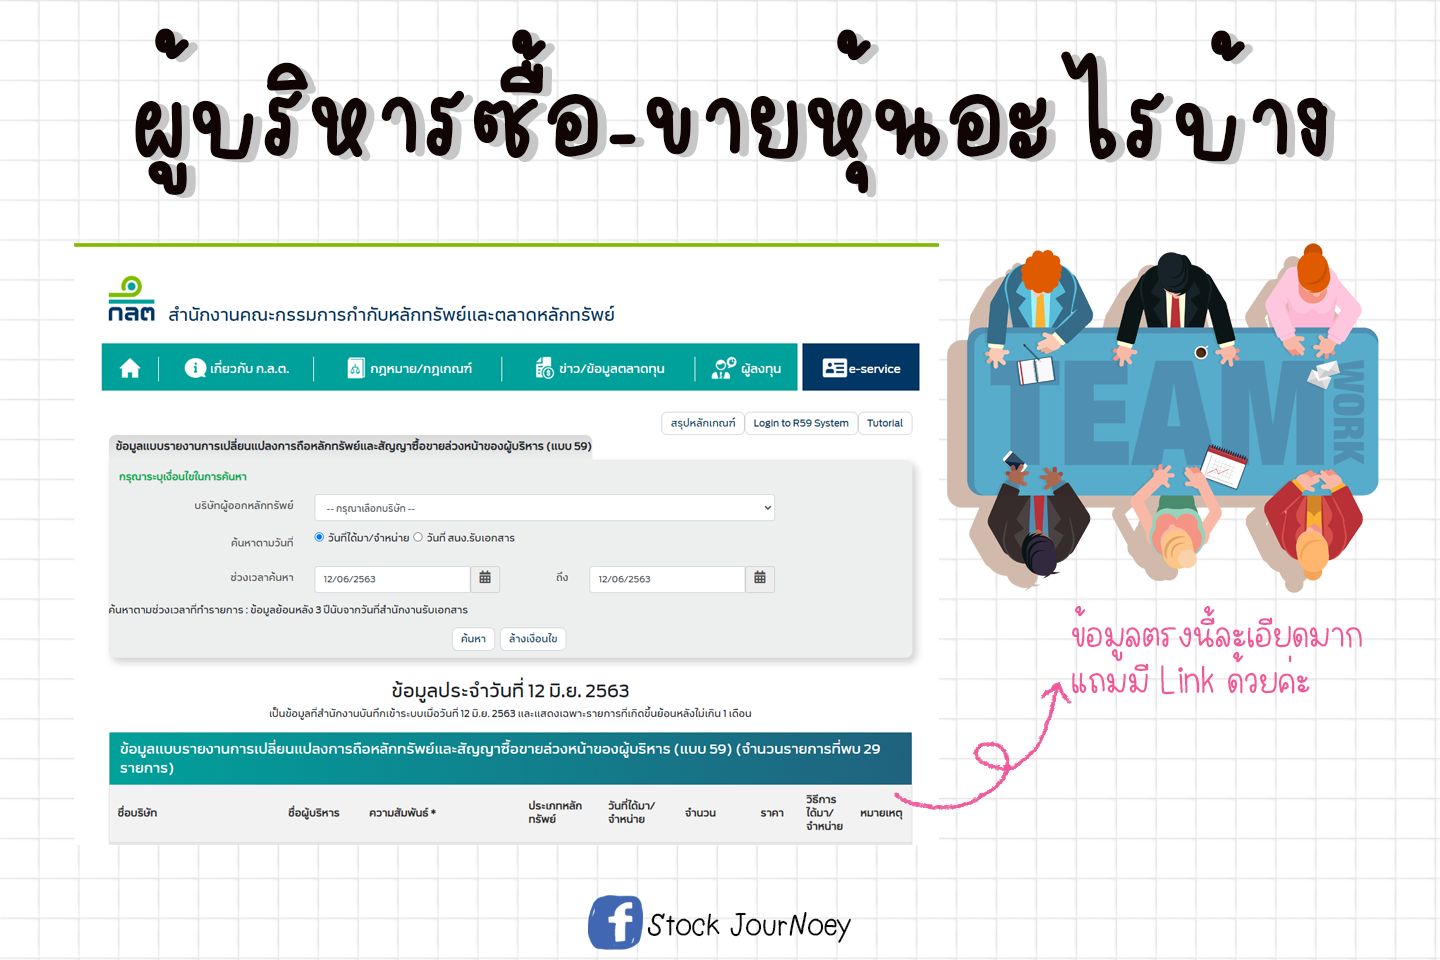 ผู้บริหารซื้อ-ขายหุ้นอะไรบ้าง
กลต สำนักงานคณะกรรมการกำกับหลักทรัพย์และตลาดหลักทรัพย์
เกี่ยวกับ ก.ล.ต. กฎหมาย/กฎเกณฑ์ ข่าว/ข้อมูลตลาดทุน ผู้ลงทุน e-service
สรุปหลักเกณฑ์ Login to R59 System Tutorial
ข้อมูลแบบรายงานการเปลี่ยนแปลงการถือหลักทรัพย์และสัญญาซื้อขายล่วงหน้าของผู้บริหาร (แบบ 59)
กรุณาระบุเงื่อนไขในการค้นหา
บริษัทผู้ออกหลักทรัพย์ -- กรุณาเลือกบริษัท --
ค้นหาตามวันที่ วันที่ได้มา/จำหน่าย วันที่ สนง.รับเอกสาร
ช่วงเวลาค้นหา 12/06/2563 ถึง 12/06/2563
ค้นหาตามช่วงเวลาที่ทำรายการ : ข้อมูลย้อนหลัง 3 ปีนับจากวันที่สำนักงานรับเอกสาร
ค้นหา ล้างเงื่อนไข
ข้อมูลประจำวันที่ 12 มิ.ย. 2563
เป็นข้อมูลที่สำนักงานบันทึกเข้าระบบเมื่อวันที่ 12 มิ.ย. 2563 และแสดงเฉพาะรายการที่เกิดขึ้นย้อนหลังไม่เกิน 1 เดือน
ข้อมูลแบบรายงานการเปลี่ยนแปลงการถือหลักทรัพย์และสัญญาซื้อขายล่วงหน้าของผู้บริหาร (แบบ 59) (จำนวนรายการที่พบ 29
รายการ)
ชื่อบริษัท ชื่อผู้บริหาร ความสัมพันธ์ * ประเภทหลักทรัพย์ วันที่ได้มา/จำหน่าย จำนวน ราคา วิธีการได้มา/จำหน่าย หมายเหตุ
TEAM
WORK
ข้อมูลตรงนี้ละเอียดมาก
แถมมี Link ด้วยค่ะ
Stock JourNoey